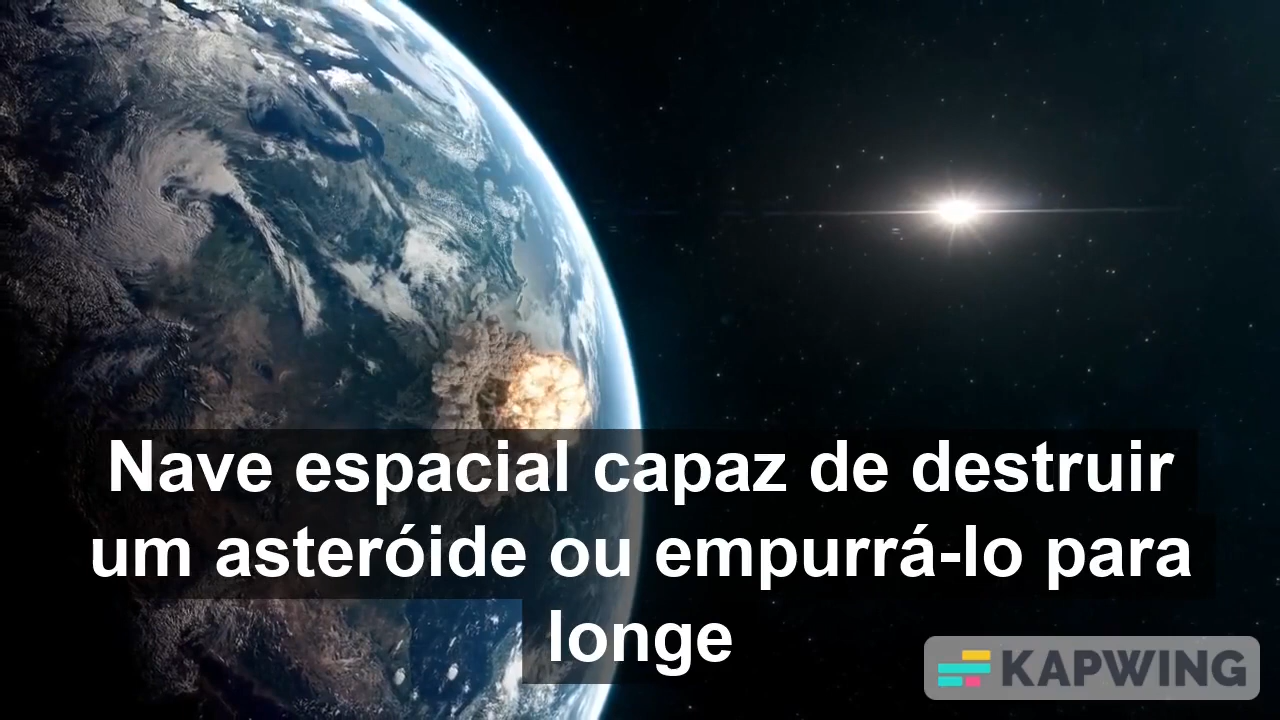 Nave espacial capaz de destruir
um asteróide ou empurrá-lo para
longe
KAPWING